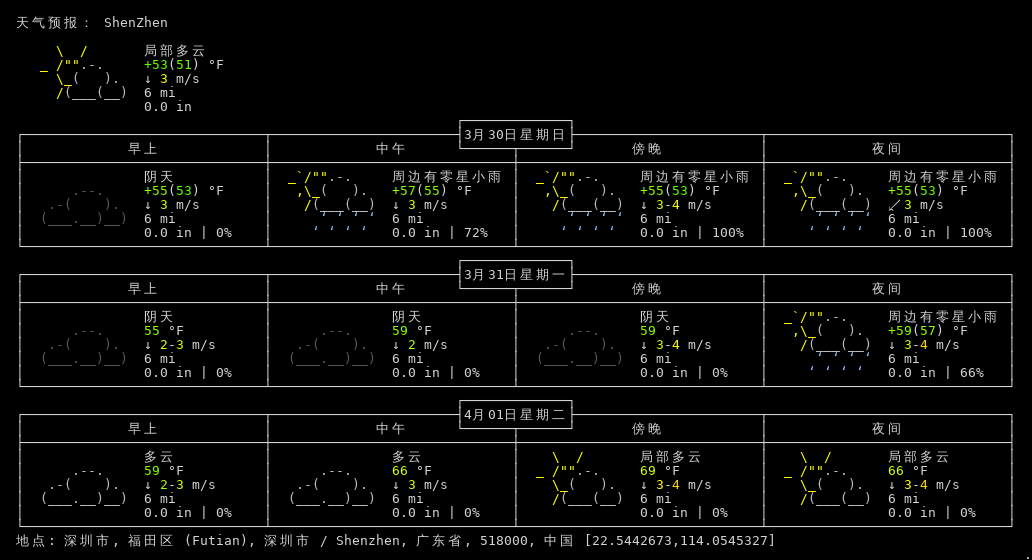 天气预报： ShenZhen
局部多云
+53(51) °F
↓ 3 m/s
6 mi
0.0 in
3月30日星期日
早上 中午 傍晚 夜间
阴天 周边有零星小雨 周边有零星小雨 周边有零星小雨
+55(53) °F +57(55) °F +55(53) °F +55(53) °F
↓ 3 m/s ↓ 3 m/s ↓ 3-4 m/s ↙ 3 m/s
6 mi 6 mi 6 mi 6 mi
0.0 in | 0% 0.0 in | 72% 0.0 in | 100% 0.0 in | 100%
3月31日星期一
早上 中午 傍晚 夜间
阴天 阴天 阴天 周边有零星小雨
55 °F 59 °F 59 °F +59(57) °F
↓ 2-3 m/s ↓ 2 m/s ↓ 3-4 m/s ↓ 3-4 m/s
6 mi 6 mi 6 mi 6 mi
0.0 in | 0% 0.0 in | 0% 0.0 in | 0% 0.0 in | 66%
4月01日星期二
早上 中午 傍晚 夜间
多云 多云 局部多云 局部多云
59 °F 66 °F 69 °F 66 °F
↓ 2-3 m/s ↓ 3 m/s ↓ 3-4 m/s ↓ 3-4 m/s
6 mi 6 mi 6 mi 6 mi
0.0 in | 0% 0.0 in | 0% 0.0 in | 0% 0.0 in | 0%
地点: 深圳市, 福田区 (Futian), 深圳市 / Shenzhen, 广东省, 518000, 中国 [22.5442673,114.0545327]